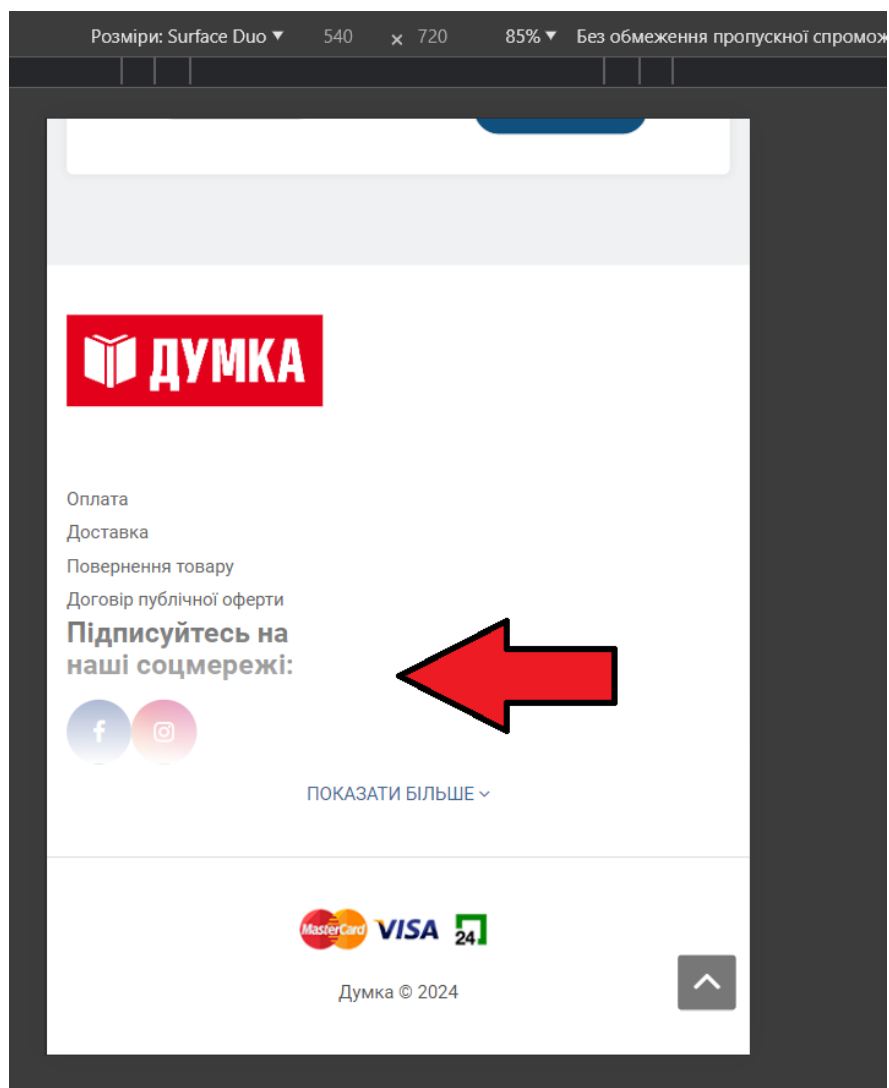 Розміри: Surface Duo 540 × 720 85% Без обмеження пропускної
ДУМКА
Оплата
Доставка
Повернення товару
Договір публічної оферти
Підписуйтесь на
наші соцмережі:
ПОКАЗАТИ БІЛЬШЕ
MasterCard VISA 24
Думка © 2024